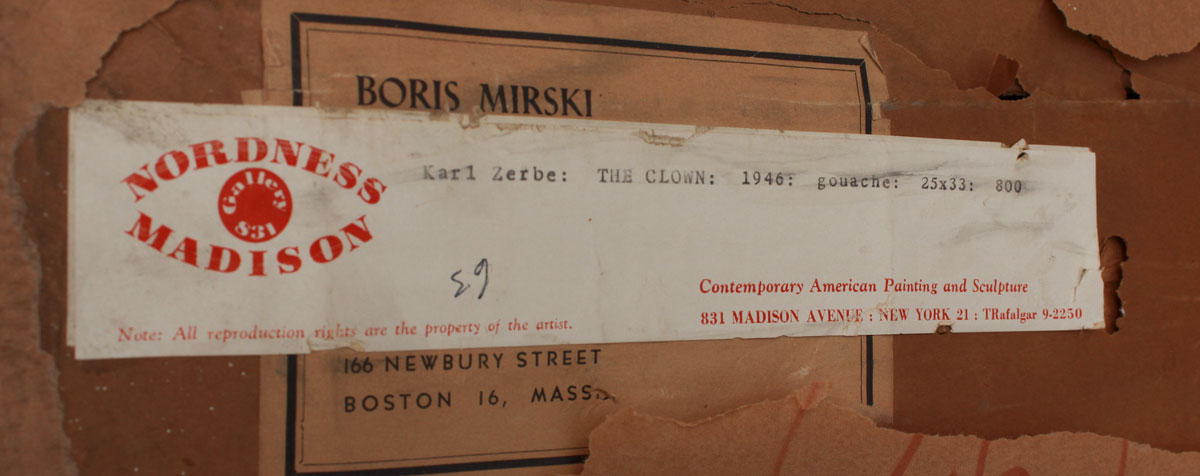 BORIS MIRSKI
NORDNESS
Gallery
831
MADISON
Karl Zerbe: THE CLOWN: 1946: gouache: 25x33: 800
Contemporary American Painting and Sculpture
831 MADISON AVENUE : NEW YORK 21 : TRafalgar 9-2250
Note: All reproduction rights are the property of the artist.
166 NEWBURY STREET
BOSTON 16, MASS.